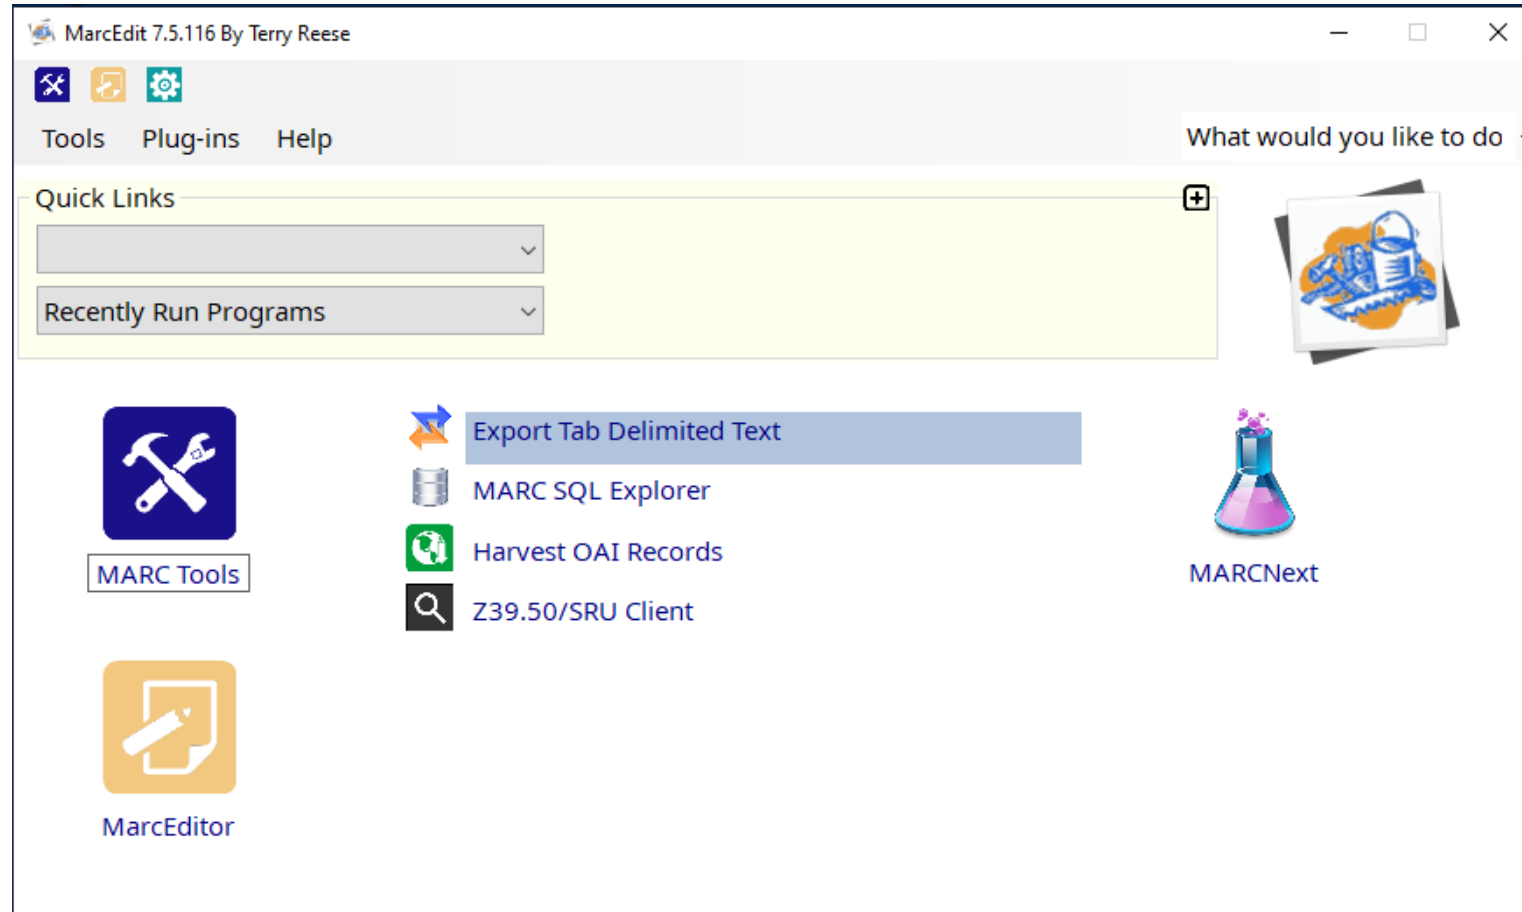 MarcEdit 7.5.116 By Terry Reese
Tools Plug-ins Help
What would you like to do
Quick Links
Recently Run Programs
Export Tab Delimited Text
MARC SQL Explorer
Harvest OAI Records
Z39.50/SRU Client
MARC Tools
MARCNext
MarcEditor